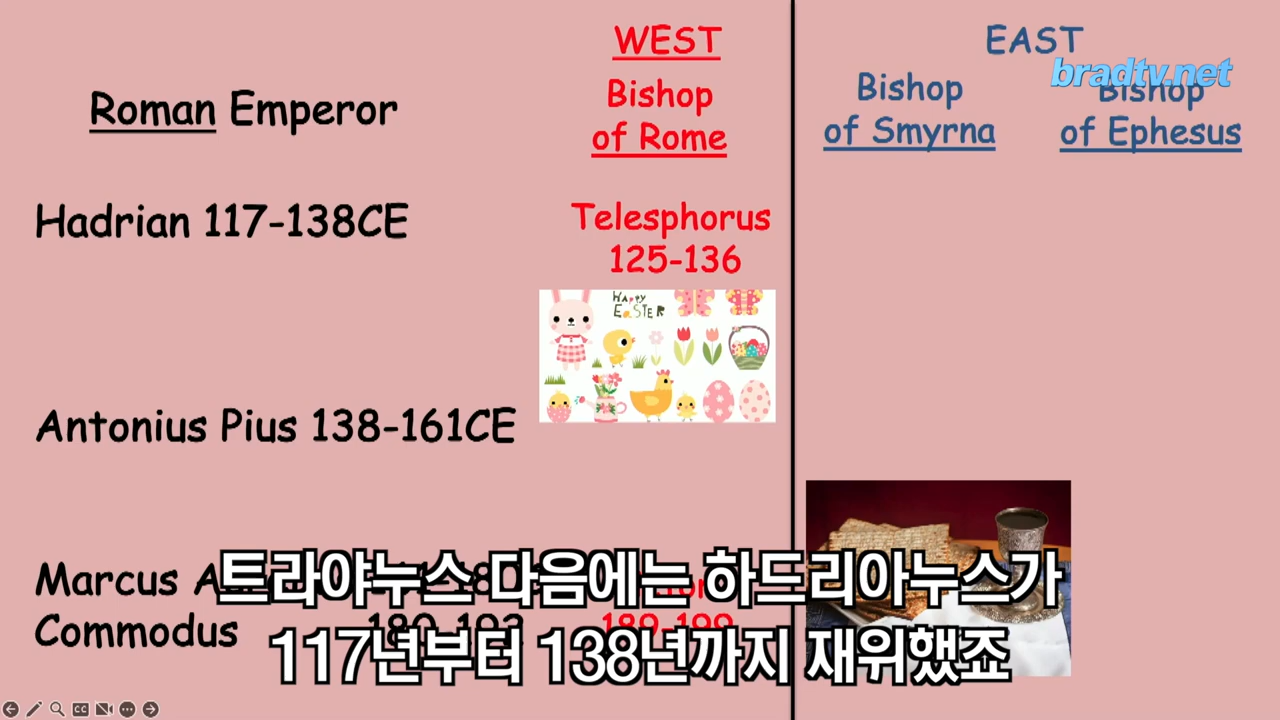 WEST
EAST
bradtv.net
Roman Emperor
Bishop
of Rome
Bishop
of Smyrna
Bishop
of Ephesus
Hadrian 117-138CE
Telesphorus
125-136
HAPPY
EASTER
Antonius Pius 138-161CE
Marcus
Commodus
189-199
트라야누스 다음에는 하드리아누스가
117년부터 138년까지 재위했죠
CC